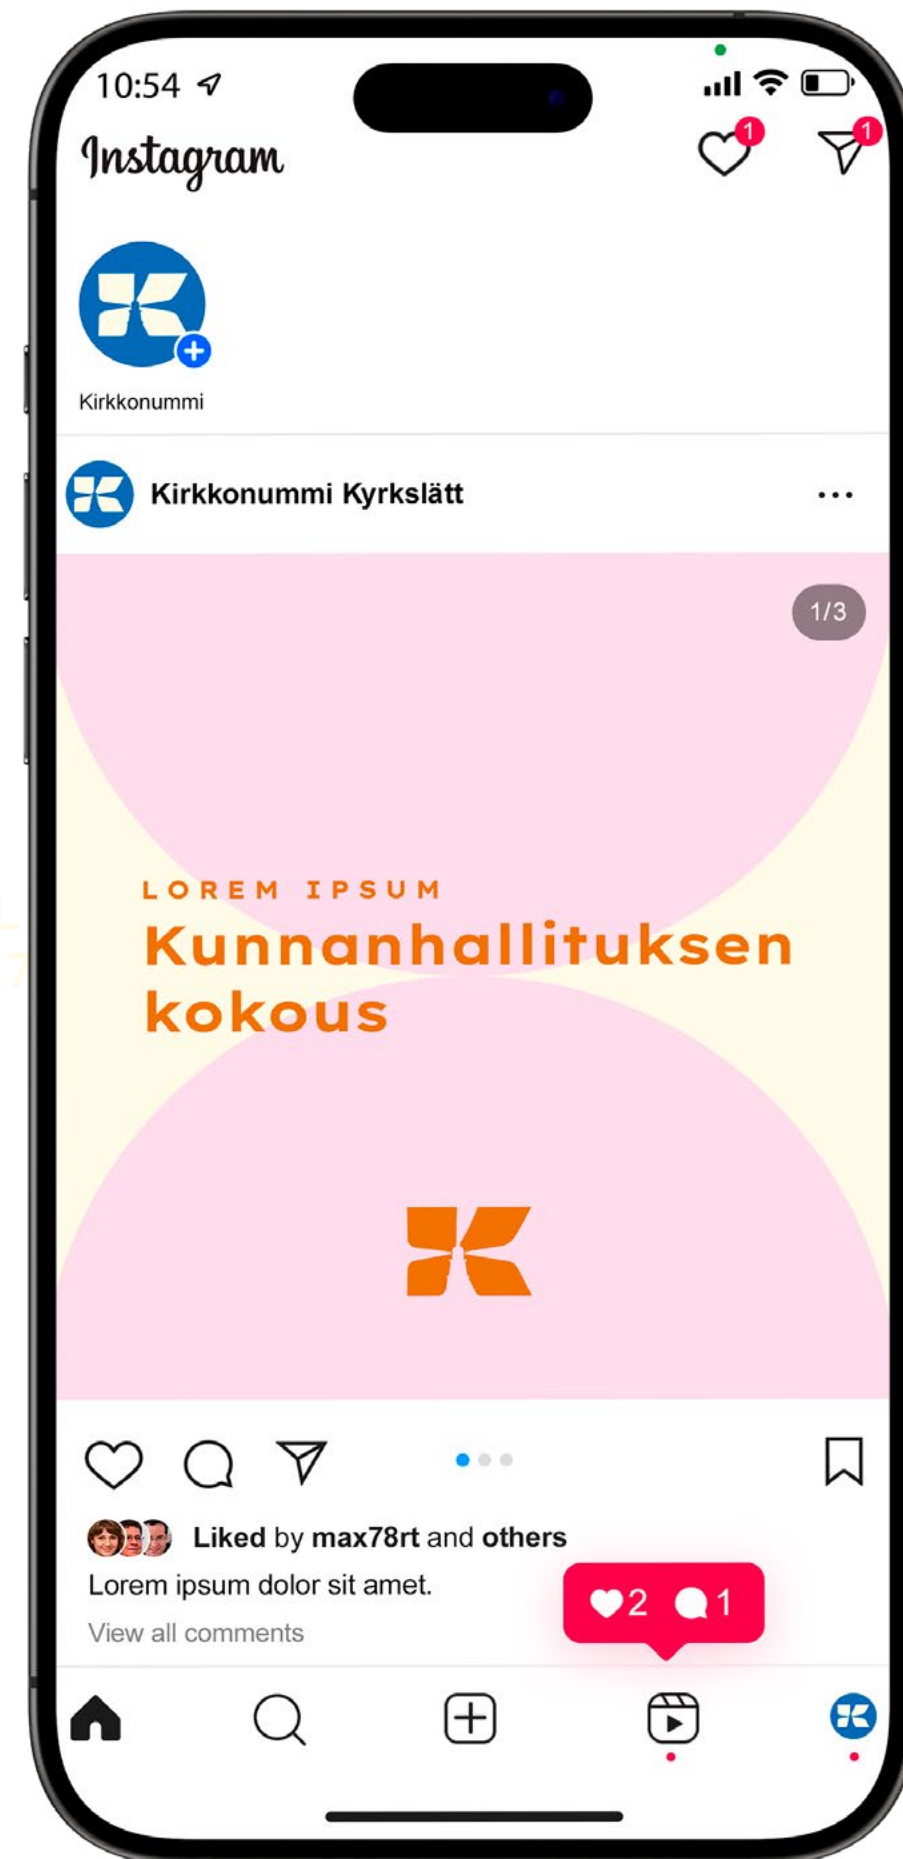 10:54
Instagram
1
1
Kirkkonummi
Kirkkonummi Kyrkslätt
1/3
LOREM IPSUM
Kunnanhallituksen
kokous
Liked by max78rt and others
Lorem ipsum dolor sit amet.
2 1
View all comments